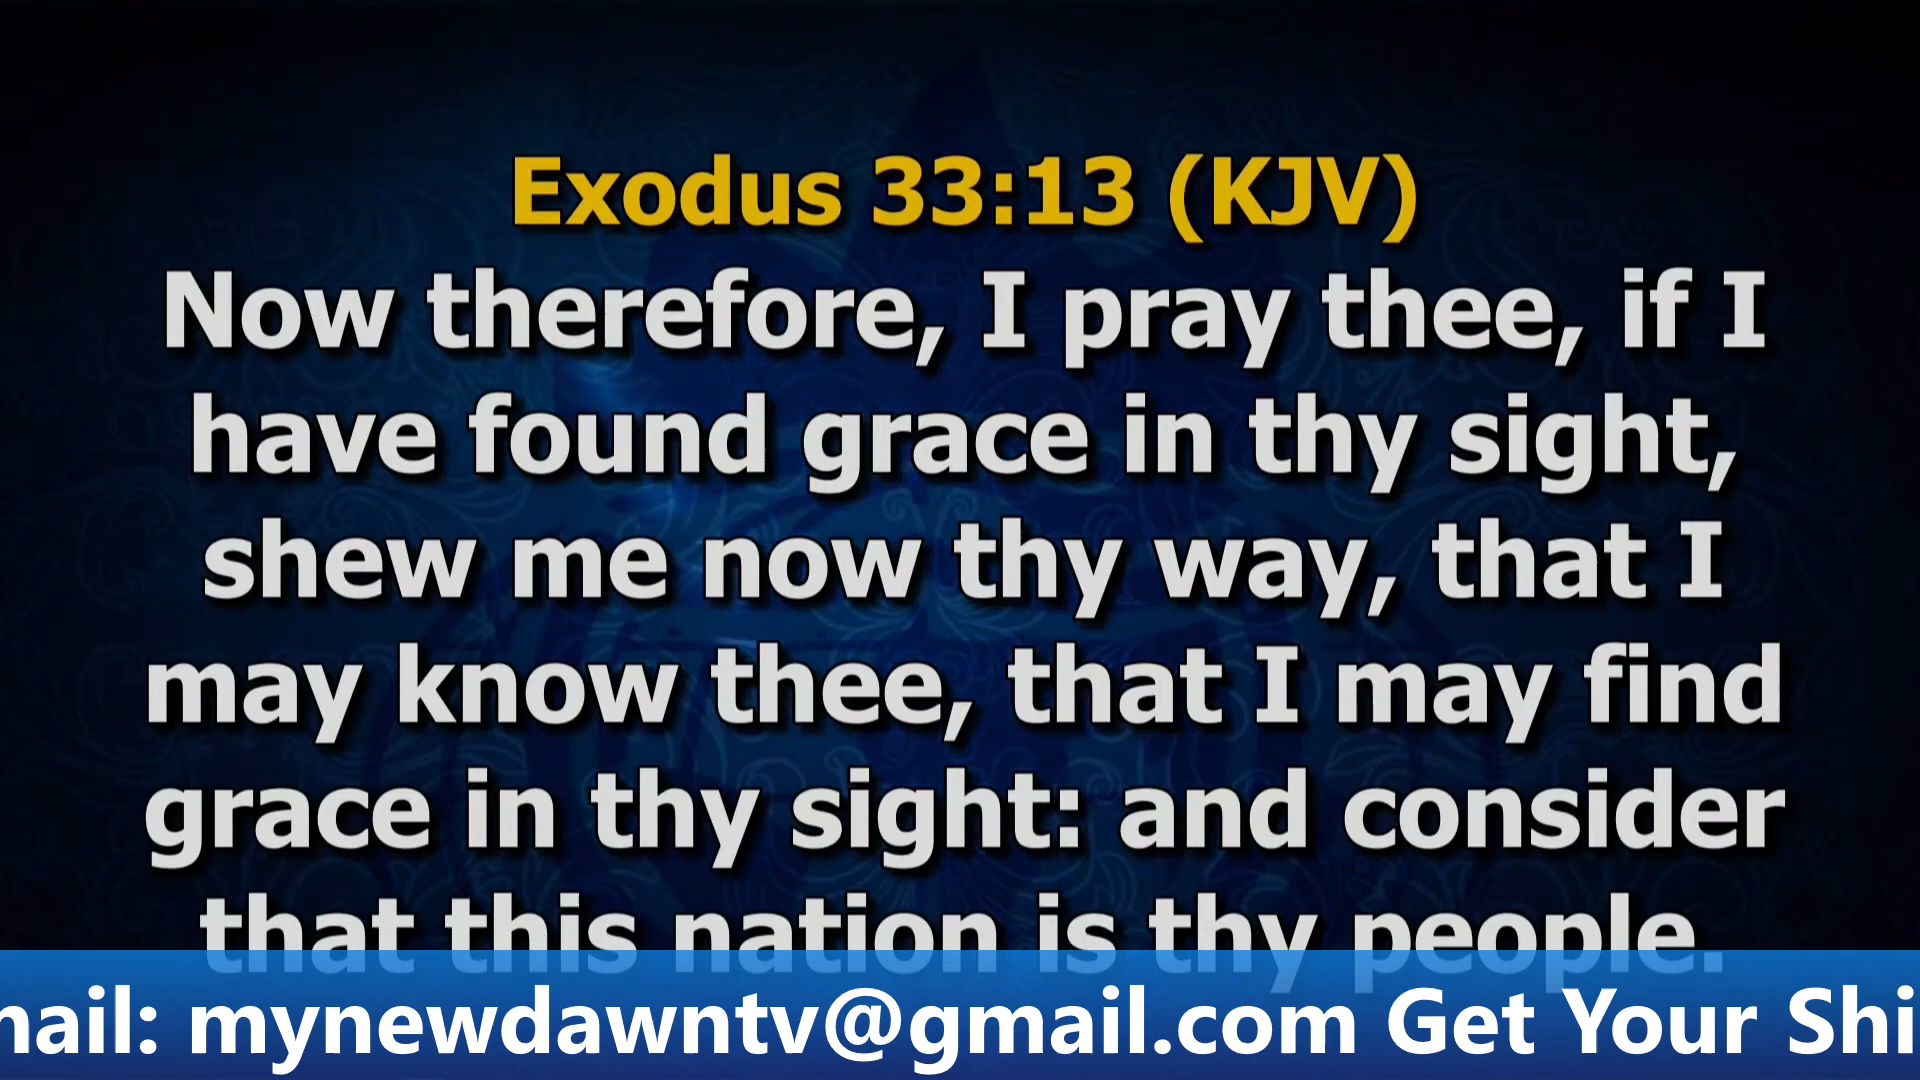 Exodus 33:13 (KJV)
Now therefore, I pray thee, if I
have found grace in thy sight,
shew me now thy way, that I
may know thee, that I may find
grace in thy sight: and consider
that this nation is thy people.
mail: mynewdawntv@gmail.com Get Your